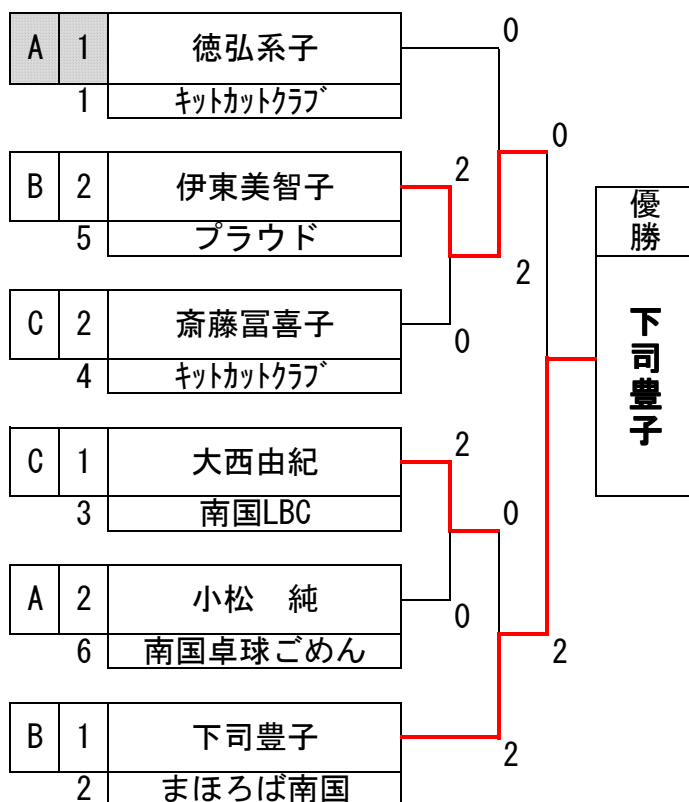 A 1 徳弘系子
1 ｷｯﾄｶｯﾄｸﾗﾌﾞ
0
0
B 2 伊東美智子
5 プラウド
2
2
C 2 斎藤冨喜子
4 ｷｯﾄｶｯﾄｸﾗﾌﾞ
0
優勝
下司豊子
C 1 大西由紀
3 南国LBC
2
0
A 2 小松　純
6 南国卓球ごめん
0
2
B 1 下司豊子
2 まほろば南国
2